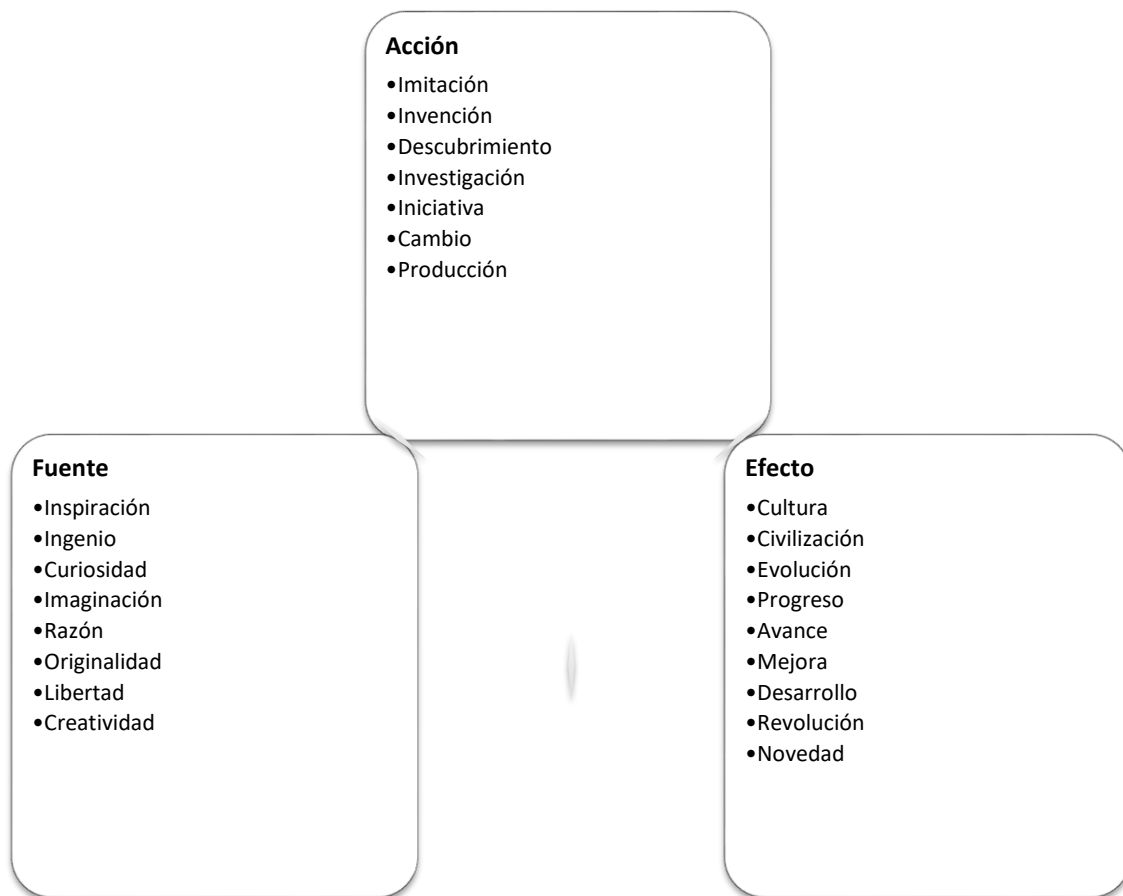 Acción
•Imitación
•Invención
•Descubrimiento
•Investigación
•Iniciativa
•Cambio
•Producción
Fuente
•Inspiración
•Ingenio
•Curiosidad
•Imaginación
•Razón
•Originalidad
•Libertad
•Creatividad
Efecto
•Cultura
•Civilización
•Evolución
•Progreso
•Avance
•Mejora
•Desarrollo
•Revolución
•Novedad